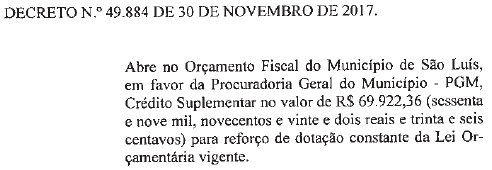 DECRETO N.º 49.884 DE 30 DE NOVEMBRO DE 2017.
Abre no Orçamento Fiscal do Município de São Luís,
em favor da Procuradoria Geral do Município - PGM,
Crédito Suplementar no valor de R$ 69.922,36 (sessenta
e nove mil, novecentos e vinte e dois reais e trinta e seis
centavos) para reforço de dotação constante da Lei Or-
çamentária vigente.